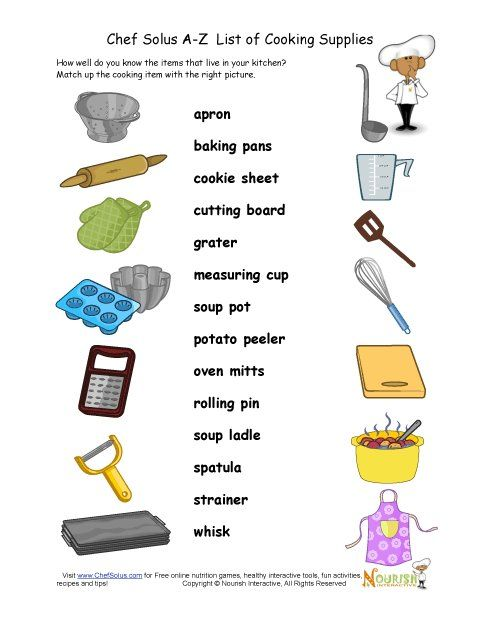 Chef Solus A-Z List of Cooking Supplies
How well do you know the items that live in your kitchen?
Match up the cooking item with the right picture.
apron
baking pans
cookie sheet
cutting board
grater
measuring cup
soup pot
potato peeler
oven mitts
rolling pin
soup ladle
spatula
strainer
whisk
Visit www.ChefSolus.com for Free online nutrition games, healthy interactive tools, fun activities,
recipes and tips!
Copyright © Nourish Interactive, All Rights Reserved
NOURISH
INTERACTIVE